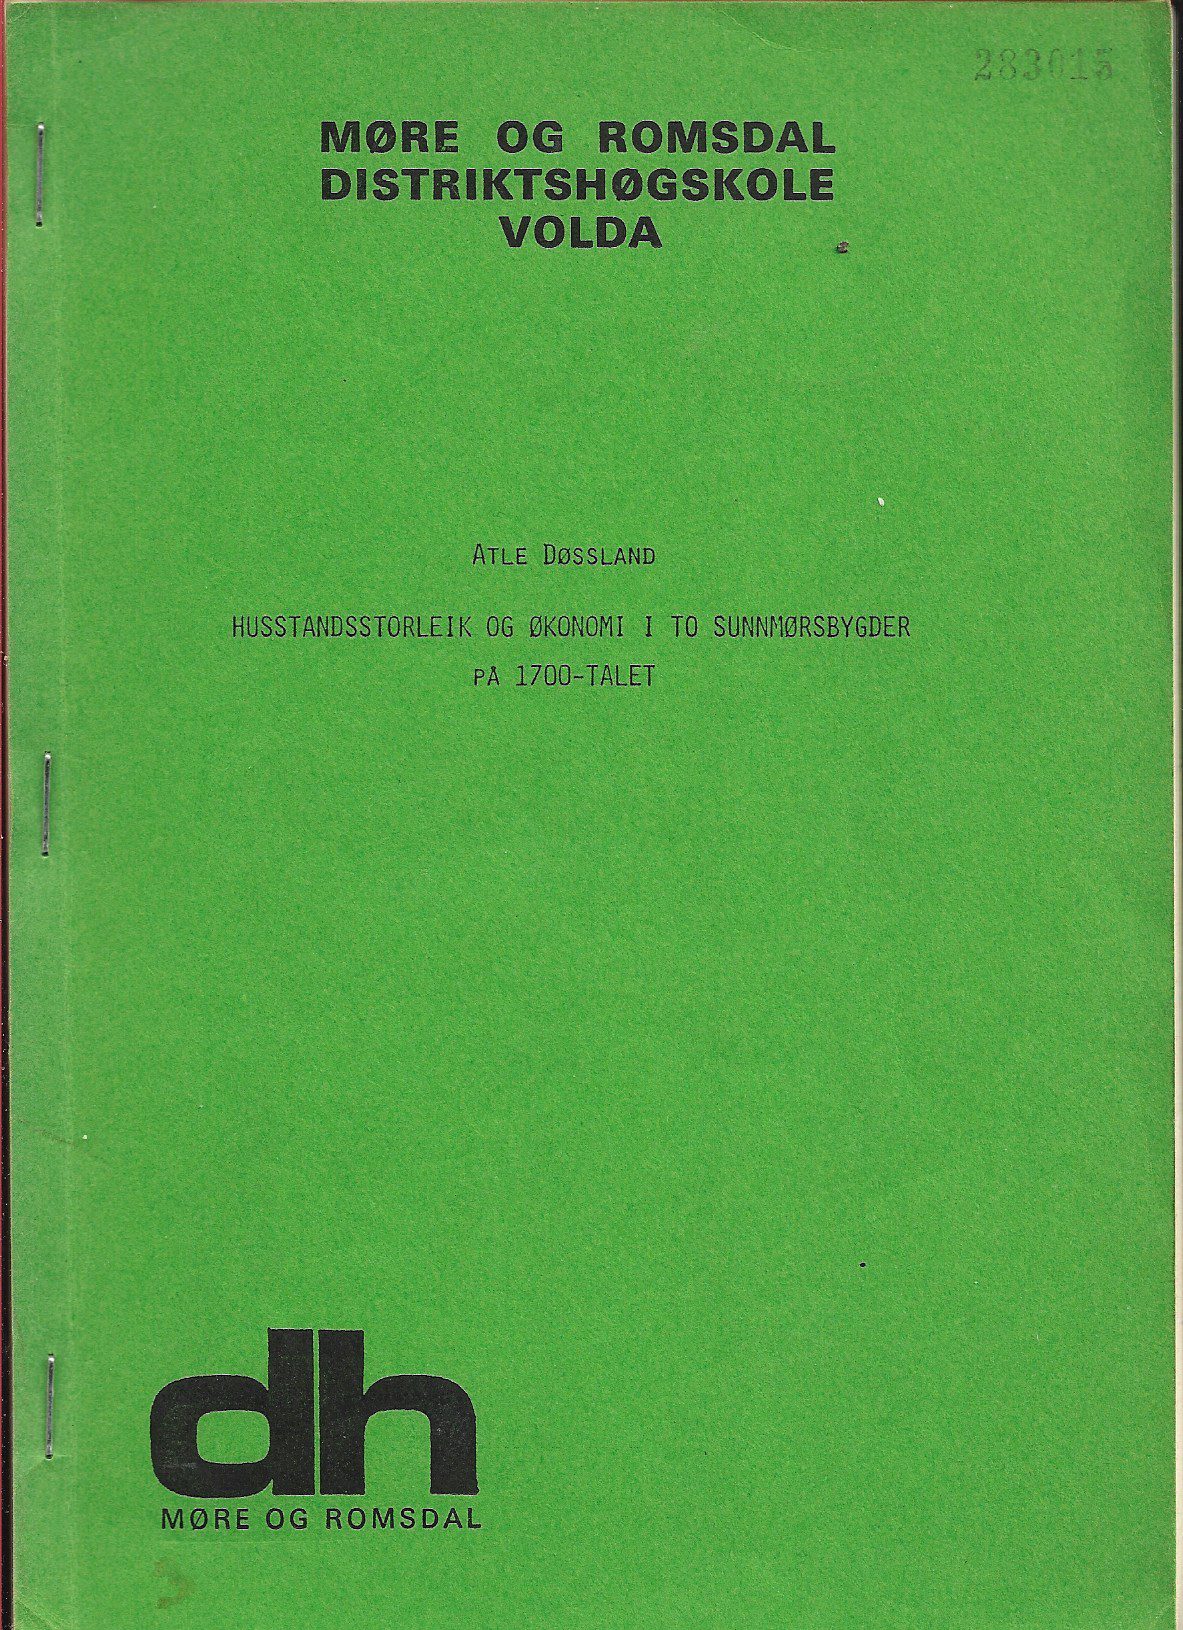 283015
MØRE OG ROMSDAL
DISTRIKTSHØGSKOLE
VOLDA
ATLE DØSSLAND
HUSSTANDSSTORLEIK OG ØKONOMI I TO SUNNMØRSBYGDER
PÅ 1700-TALET
dh
MØRE OG ROMSDAL